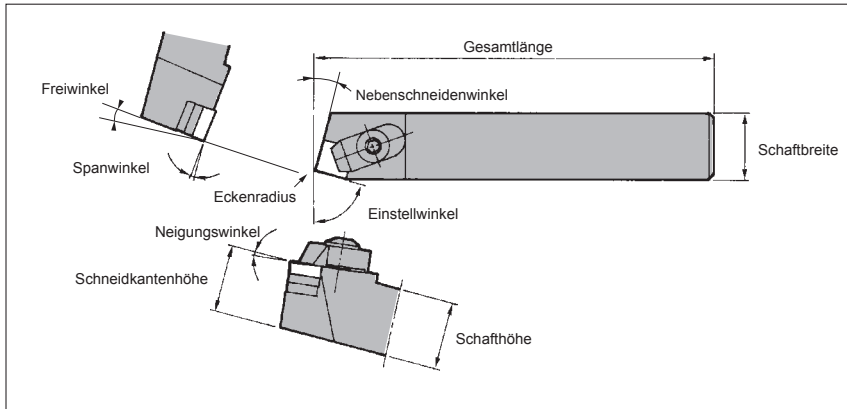 Gesamtlänge
Freiwinkel
Nebenschneidenwinkel
Schaftbreite
Spanwinkel
Eckenradius
Einstellwinkel
Neigungswinkel
Schneidkantenhöhe
Schafthöhe